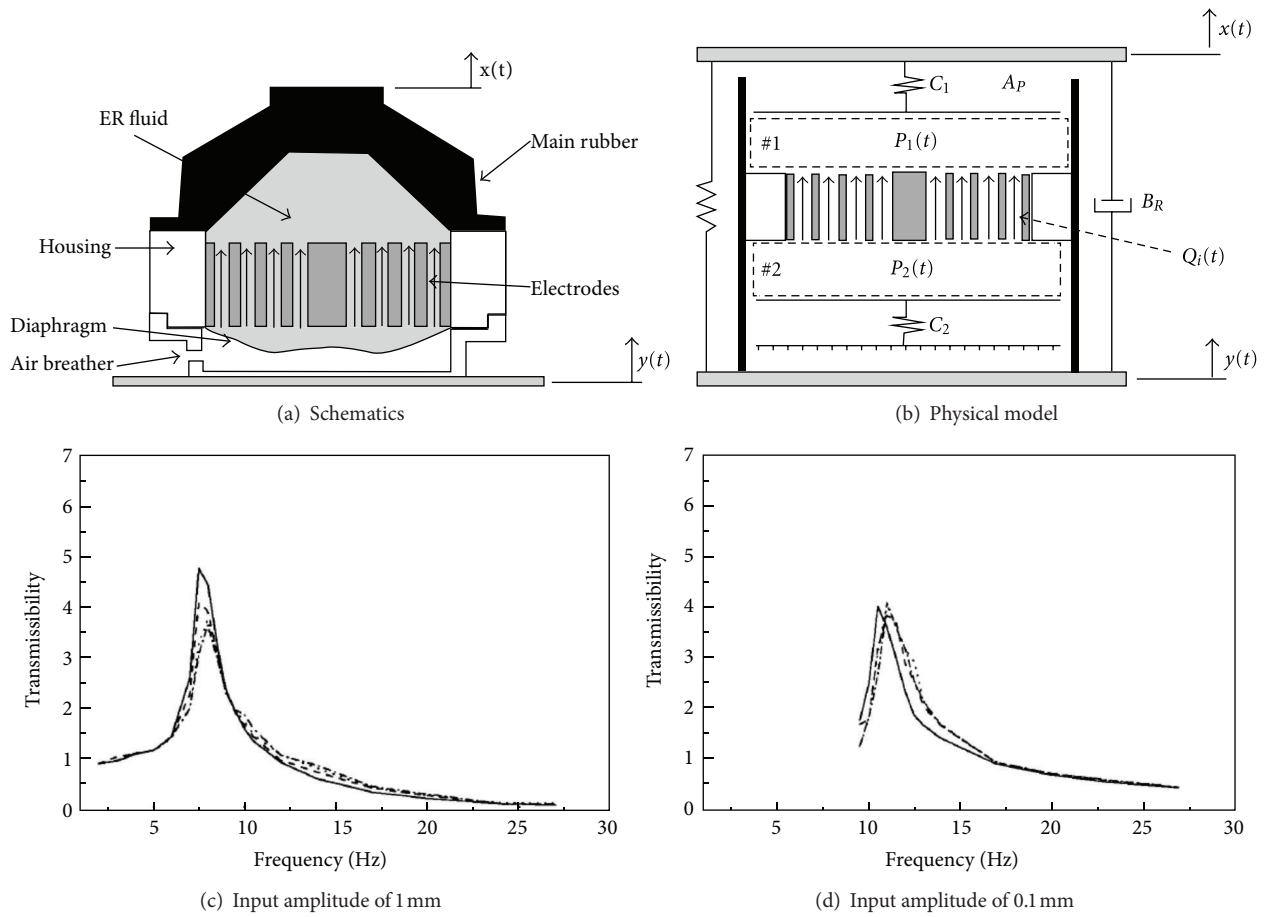 x(t)
ER fluid
Main rubber
Housing
Electrodes
Diaphragm
Air breather
y(t)
(a) Schematics
x(t)
C1
AP
#1
P1(t)
BR
Qi(t)
#2
P2(t)
C2
y(t)
(b) Physical model
7
6
5
4
3
2
1
0
Transmissibility
5
10
15
20
25
30
Frequency (Hz)
(c) Input amplitude of 1 mm
7
6
5
4
3
2
1
0
Transmissibility
5
10
15
20
25
30
Frequency (Hz)
(d) Input amplitude of 0.1 mm